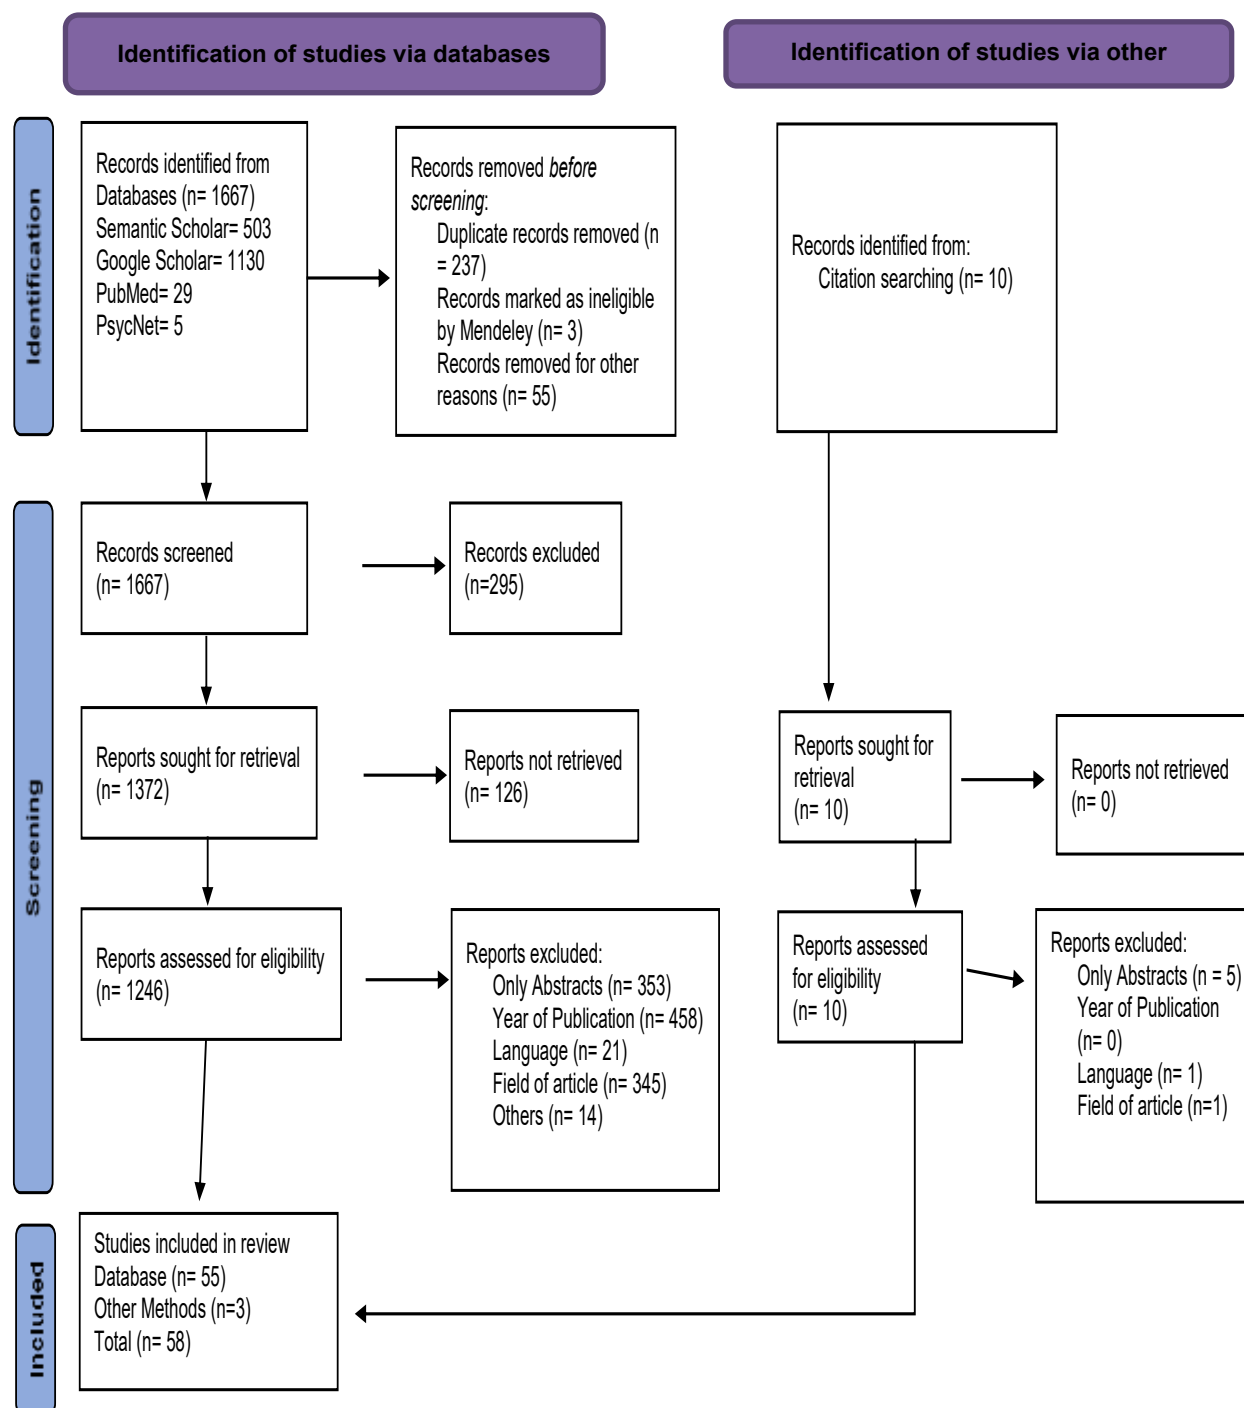 Identification of studies via databases
Identification of studies via other
Identification
Records identified from
Databases (n= 1667)
Semantic Scholar= 503
Google Scholar= 1130
PubMed= 29
PsycNet= 5
Records removed before
screening:
Duplicate records removed (n
= 237)
Records marked as ineligible
by Mendeley (n= 3)
Records removed for other
reasons (n= 55)
Records identified from:
Citation searching (n= 10)
Screening
Records screened
(n= 1667)
Records excluded
(n=295)
Reports sought for retrieval
(n= 1372)
Reports not retrieved
(n= 126)
Reports sought for
retrieval
(n= 10)
Reports not retrieved
(n= 0)
Reports assessed for eligibility
(n= 1246)
Reports excluded:
Only Abstracts (n= 353)
Year of Publication (n= 458)
Language (n= 21)
Field of article (n= 345)
Others (n= 14)
Reports assessed
for eligibility
(n= 10)
Reports excluded:
Only Abstracts (n = 5)
Year of Publication
(n= 0)
Language (n= 1)
Field of article (n=1)
Included
Studies included in review
Database (n= 55)
Other Methods (n=3)
Total (n= 58)